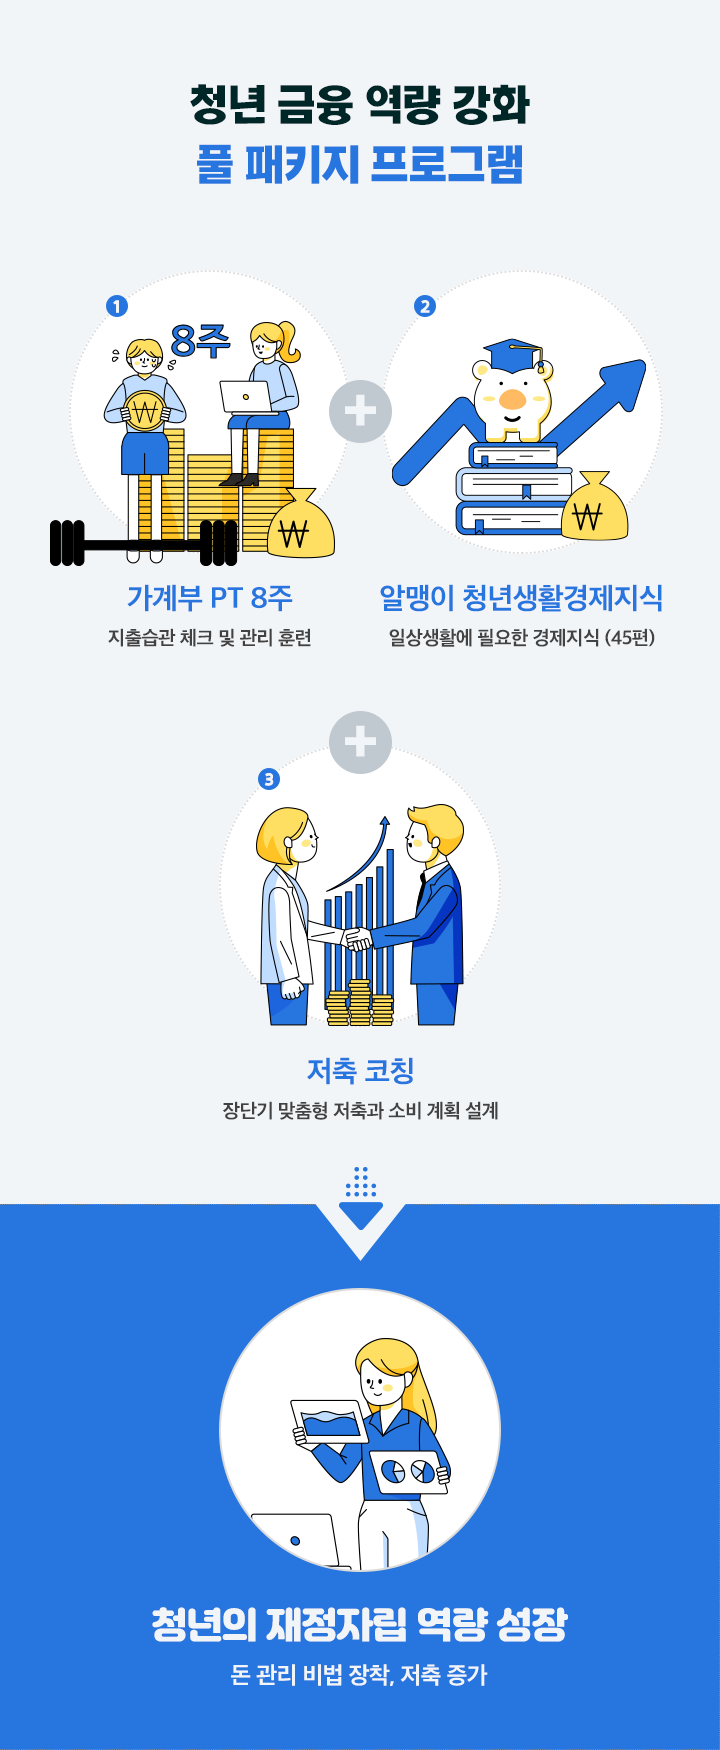 청년 금융 역량 강화
풀 패키지 프로그램
1
8주
₩
₩
가계부 PT 8주
지출습관 체크 및 관리 훈련
2
₩
알맹이 청년생활경제지식
일상생활에 필요한 경제지식 (45편)
3
저축 코칭
장단기 맞춤형 저축과 소비 계획 설계
청년의 재정자립 역량 성장
돈 관리 비법 장착, 저축 증가